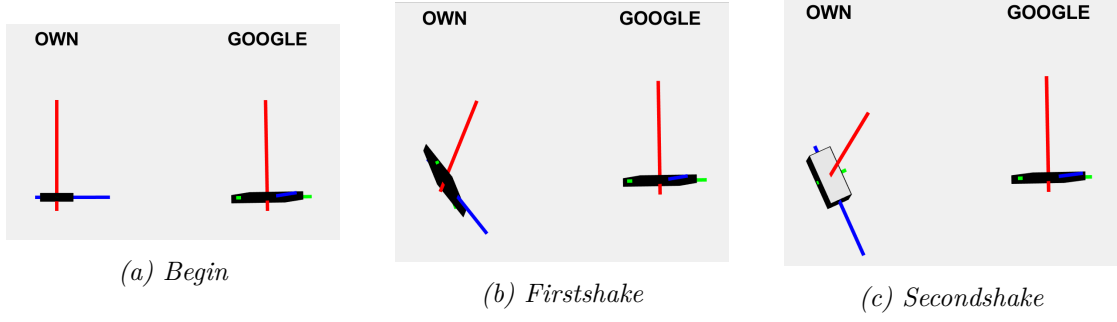 OWN GOOGLE
(a) Begin
OWN GOOGLE
(b) Firstshake
OWN GOOGLE
(c) Secondshake